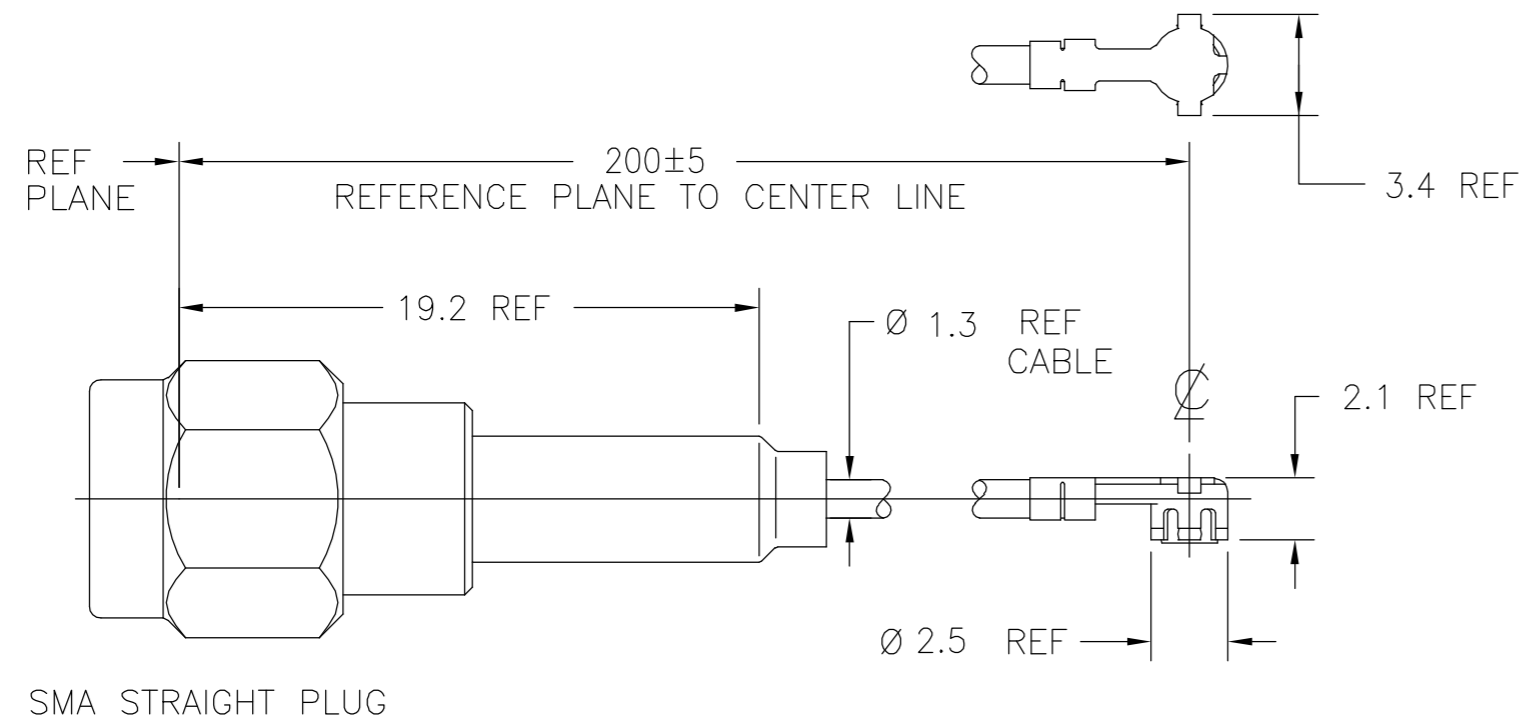 REF
PLANE
200±5
REFERENCE PLANE TO CENTER LINE
3.4 REF
19.2 REF
Ø 1.3 REF
CABLE
℄
2.1 REF
Ø 2.5 REF
SMA STRAIGHT PLUG